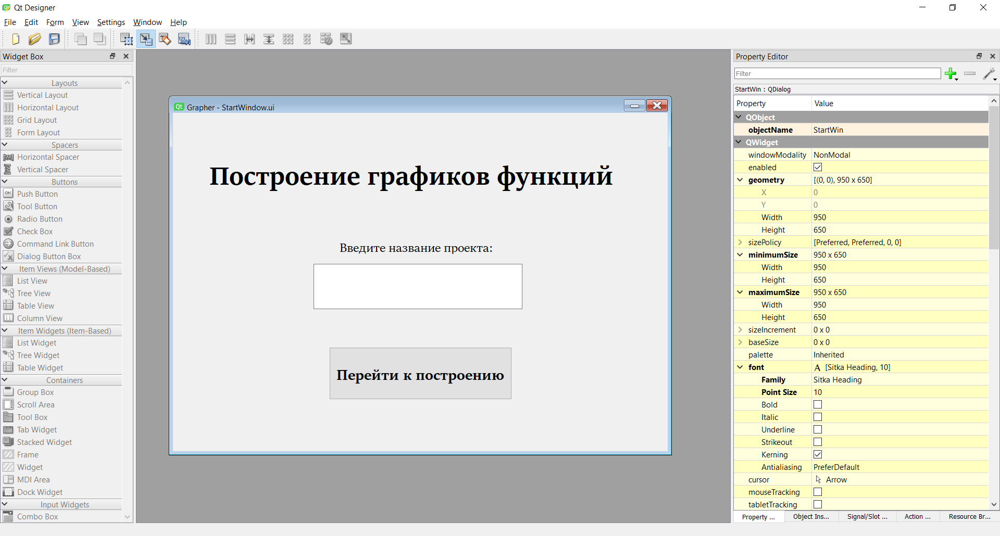 Qt Designer
File Edit Form View Settings Window Help
Widget Box
Filter
Layouts
Vertical Layout
Horizontal Layout
Grid Layout
Form Layout
Spacers
Horizontal Spacer
Vertical Spacer
Buttons
Push Button
Tool Button
Radio Button
Check Box
Command Link Button
Dialog Button Box
Item Views (Model-Based)
List View
Tree View
Table View
Column View
Item Widgets (Item-Based)
List Widget
Tree Widget
Table Widget
Containers
Group Box
Scroll Area
Tool Box
Tab Widget
Stacked Widget
Frame
Widget
MDI Area
Dock Widget
Input Widgets
Combo Box
Grapher - StartWindow.ui
Построение графиков функций
Введите название проекта:
Перейти к построению
Property Editor
Filter
StartWin : QDialog
Property Value
QObject
objectName StartWin
QWidget
windowModality NonModal
enabled
geometry [(0, 0), 950 x 650]
X 0
Y 0
Width 950
Height 650
sizePolicy [Preferred, Preferred, 0, 0]
minimumSize 950 x 650
Width 950
Height 650
maximumSize 950 x 650
Width 950
Height 650
sizeIncrement 0 x 0
baseSize 0 x 0
palette Inherited
font A [Sitka Heading, 10]
Family Sitka Heading
Point Size 10
Bold
Italic
Underline
Strikeout
Kerning
Antialiasing PreferDefault
cursor Arrow
mouseTracking
tabletTracking
Property ... Object Ins... Signal/Slot ... Action ... Resource Br...